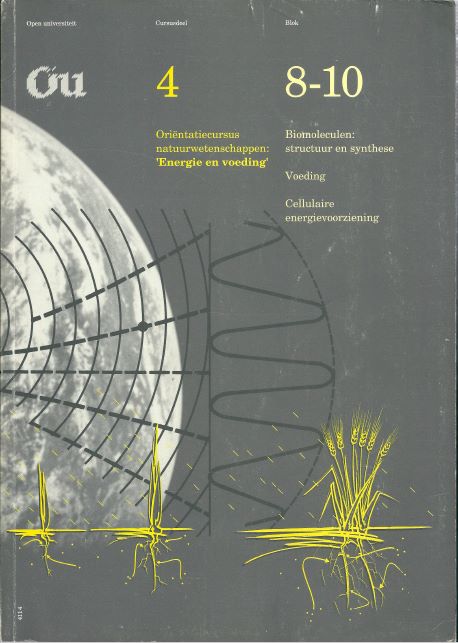 Open universiteit
Cursusdeel
Blok
Ou
4
8-10
Oriëntatiecursus
natuurwetenschappen:
'Energie en voeding'
Biomoleculen:
structuur en synthese
Voeding
Cellulaire
energievoorziening
4114